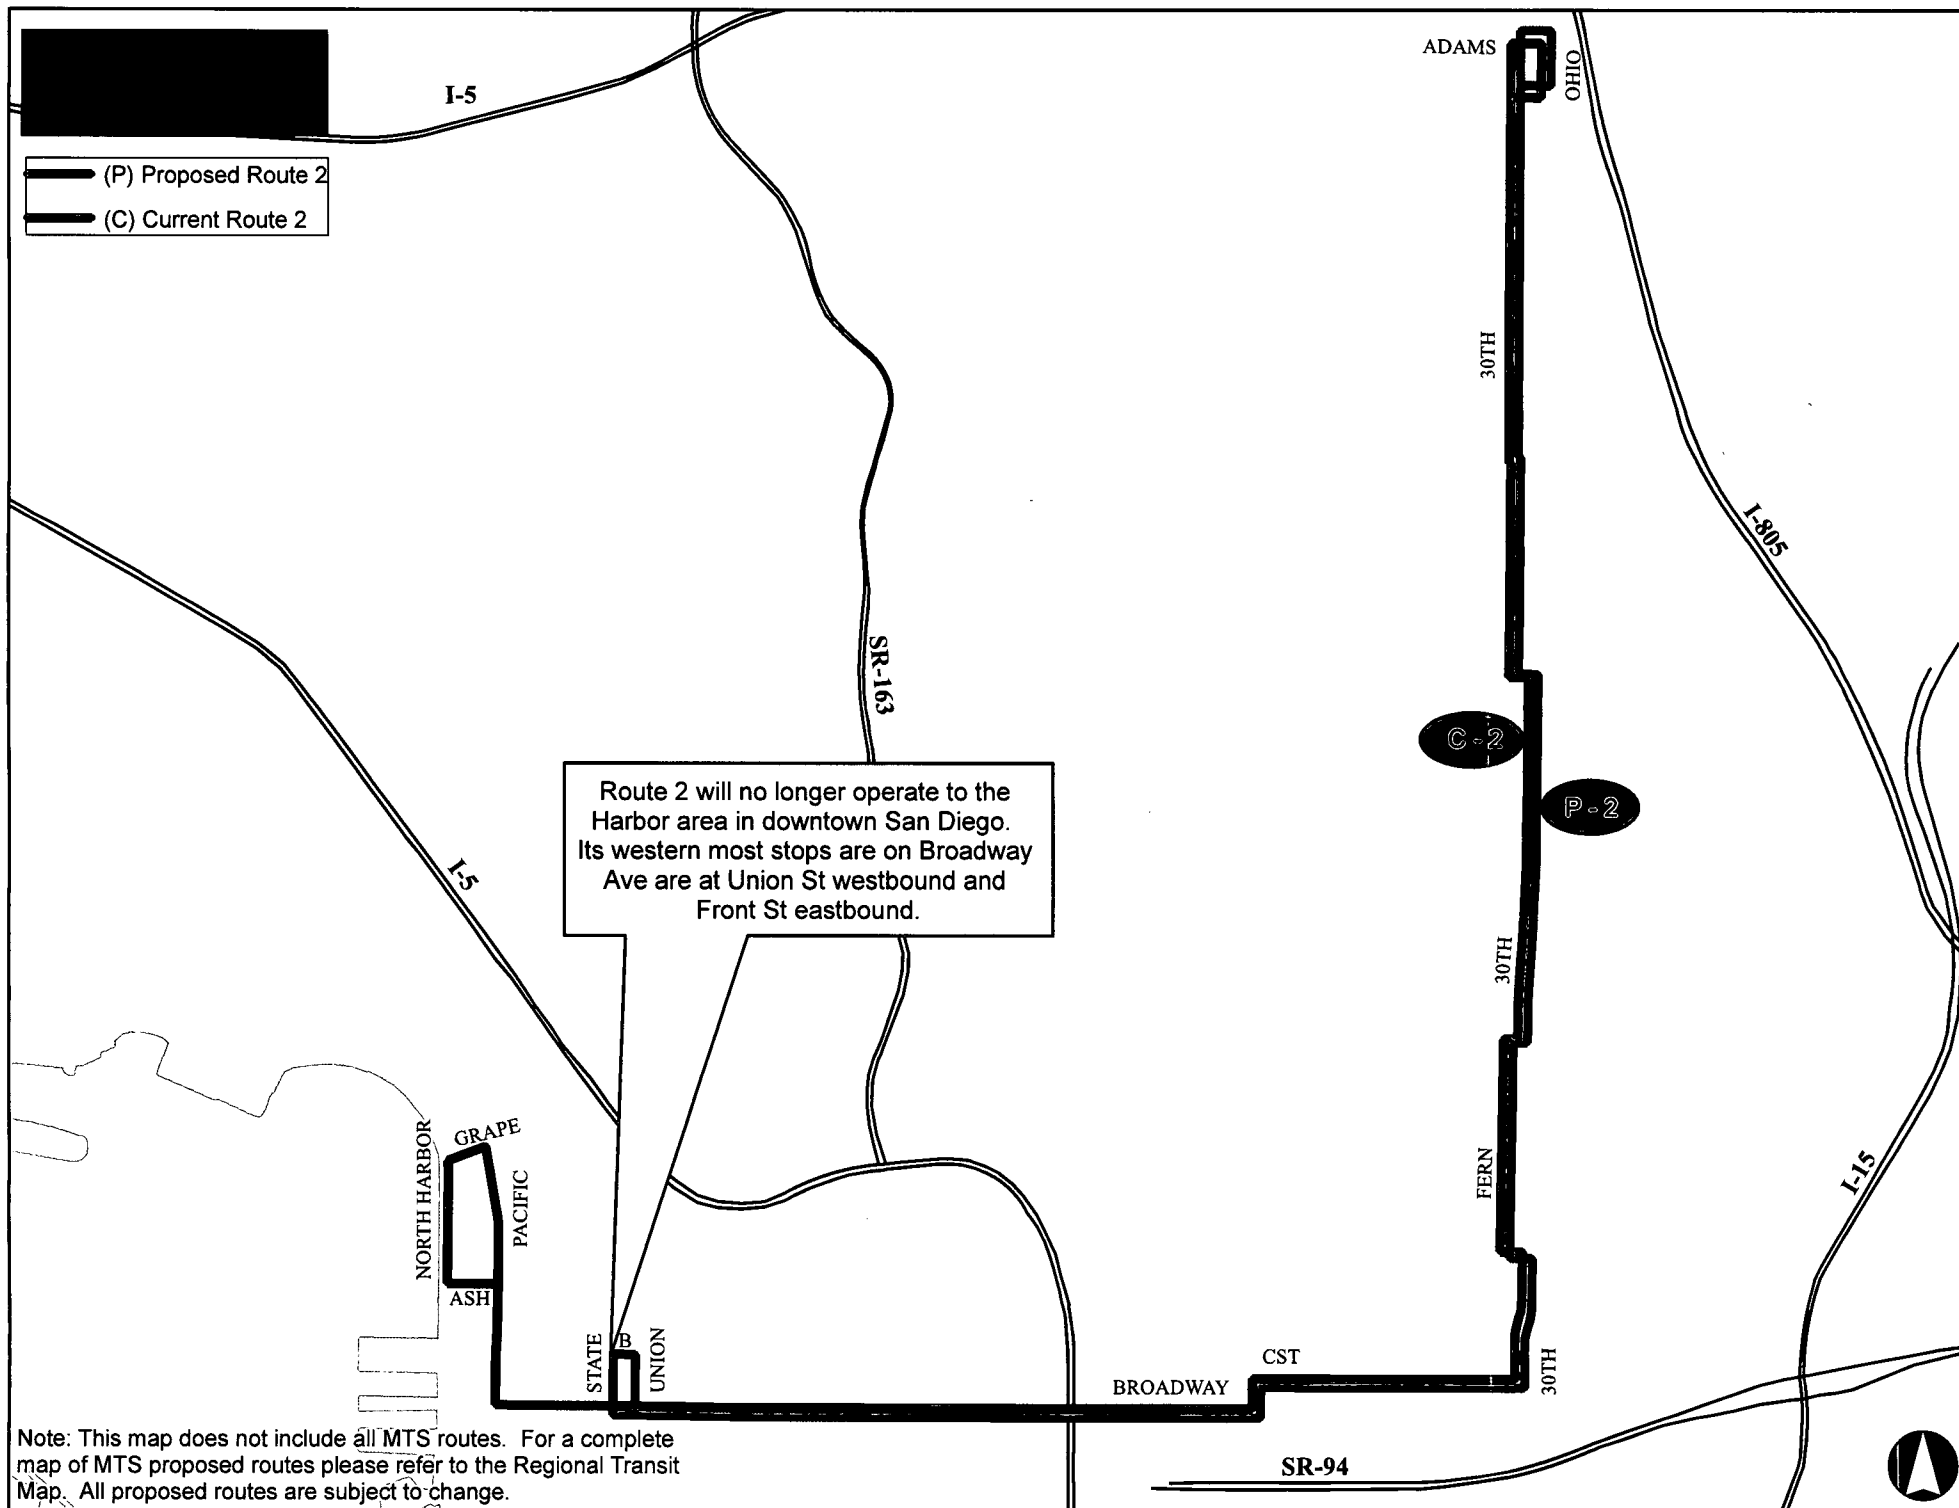 I-5
ADAMS
OHIO
(P) Proposed Route 2
(C) Current Route 2
30TH
I-805
SR-163
C - 2
P - 2
Route 2 will no longer operate to the
Harbor area in downtown San Diego.
Its western most stops are on Broadway
Ave are at Union St westbound and
Front St eastbound.
I-5
30TH
NORTH HARBOR
GRAPE
PACIFIC
ASH
FERN
I-15
STATE
B
UNION
BROADWAY
CST
30TH
SR-94
Note: This map does not include all MTS routes.  For a complete
map of MTS proposed routes please refer to the Regional Transit
Map.  All proposed routes are subject to change.